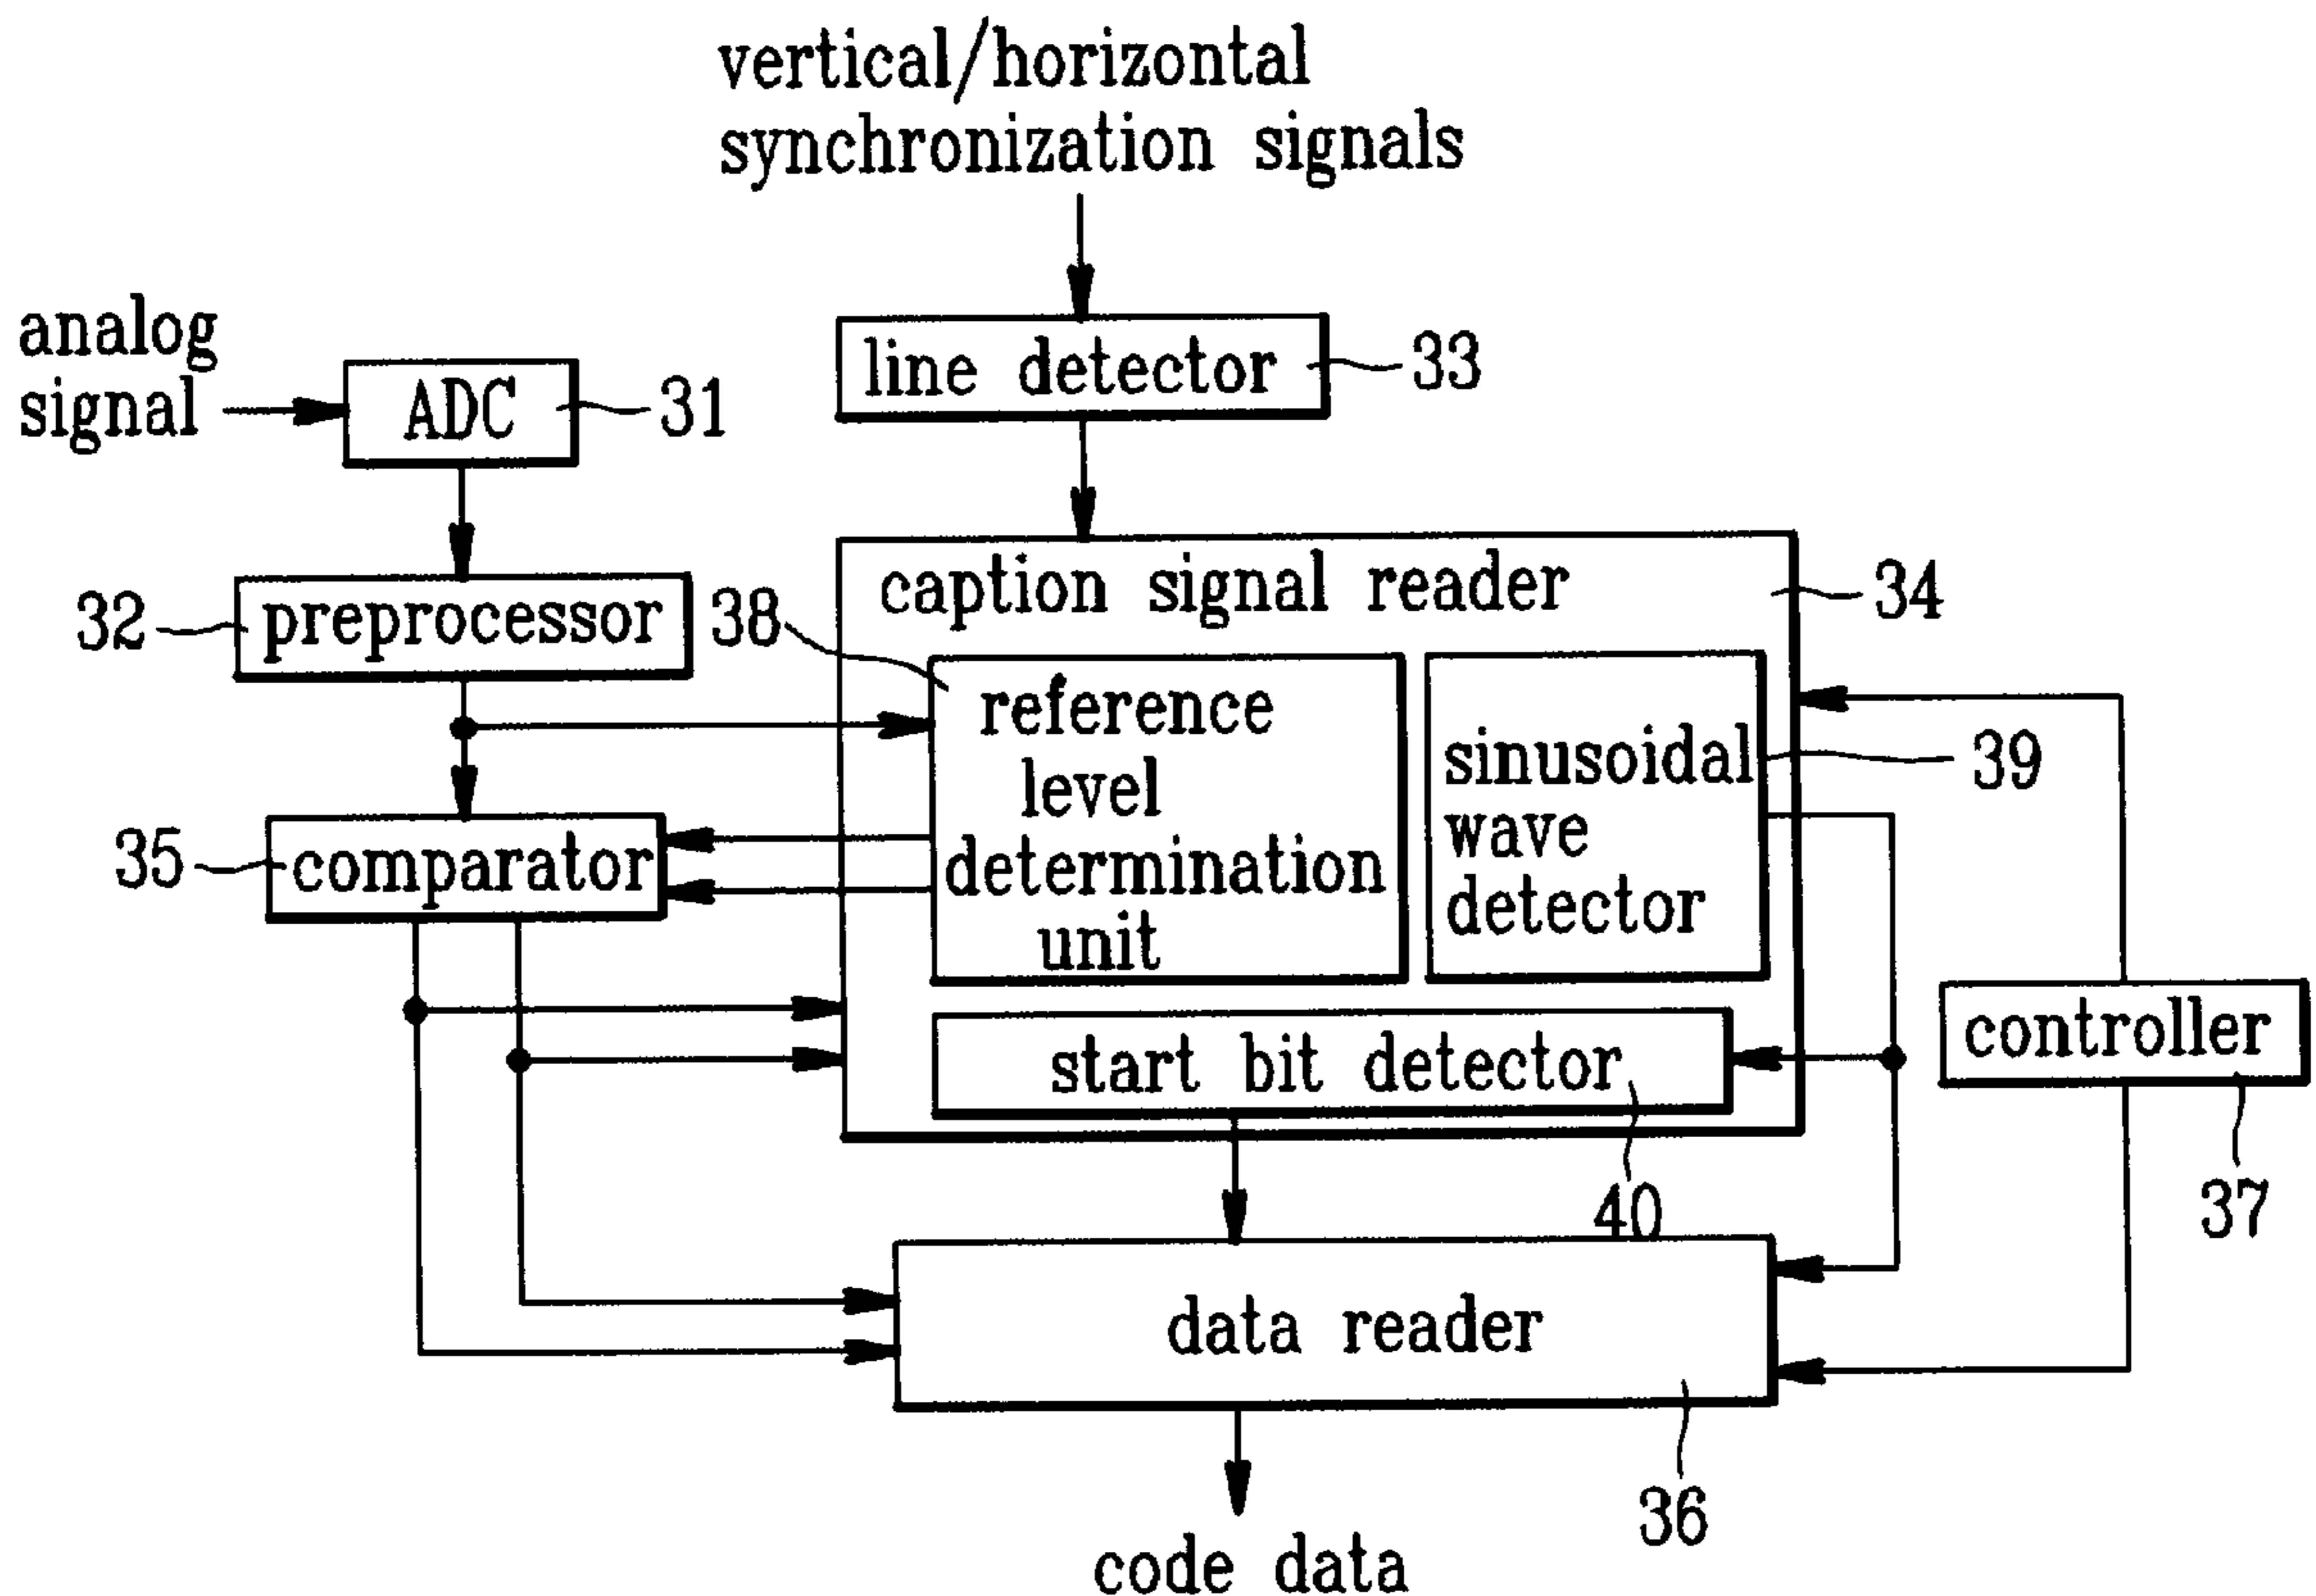 vertical/horizontal
synchronization signals
analog
signal
ADC
31
line detector
33
32
preprocessor
38
caption signal reader
34
reference
level
determination
unit
sinusoidal
wave
detector
39
35
comparator
start bit detector
controller
40
37
data reader
36
code data